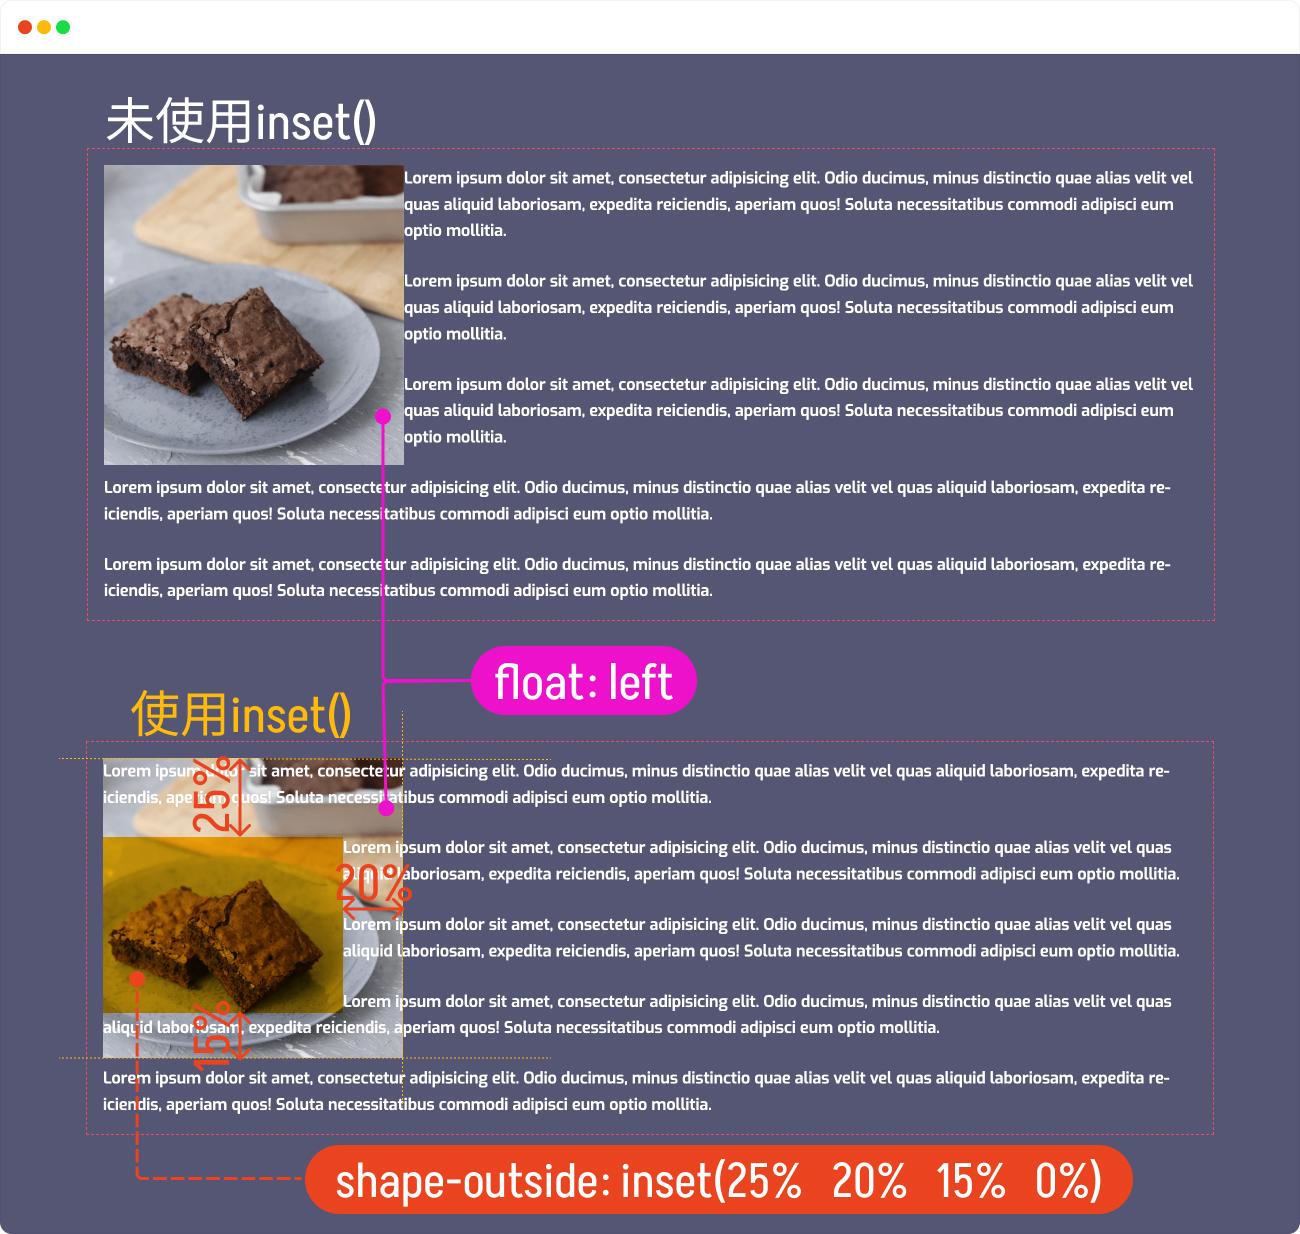 未使用inset()
Lorem ipsum dolor sit amet, consectetur adipisicing elit. Odio ducimus, minus distinctio quae alias velit vel
quas aliquid laboriosam, expedita reiciendis, aperiam quos! Soluta necessitatibus commodi adipisci eum
optio mollitia.
Lorem ipsum dolor sit amet, consectetur adipisicing elit. Odio ducimus, minus distinctio quae alias velit vel
quas aliquid laboriosam, expedita reiciendis, aperiam quos! Soluta necessitatibus commodi adipisci eum
optio mollitia.
Lorem ipsum dolor sit amet, consectetur adipisicing elit. Odio ducimus, minus distinctio quae alias velit vel
quas aliquid laboriosam, expedita reiciendis, aperiam quos! Soluta necessitatibus commodi adipisci eum
optio mollitia.
Lorem ipsum dolor sit amet, consectetur adipisicing elit. Odio ducimus, minus distinctio quae alias velit vel quas aliquid laboriosam, expedita re-
iciendis, aperiam quos! Soluta necessitatibus commodi adipisci eum optio mollitia.
Lorem ipsum dolor sit amet, consectetur adipisicing elit. Odio ducimus, minus distinctio quae alias velit vel quas aliquid laboriosam, expedita re-
iciendis, aperiam quos! Soluta necessitatibus commodi adipisci eum optio mollitia.
float: left
使用inset()
Lorem ipsum dolor sit amet, consectetur adipisicing elit. Odio ducimus, minus distinctio quae alias velit vel quas aliquid laboriosam, expedita re-
iciendis, aperiam quos! Soluta necessitatibus commodi adipisci eum optio mollitia.
25%
Lorem ipsum dolor sit amet, consectetur adipisicing elit. Odio ducimus, minus distinctio quae alias velit vel quas
aliquid laboriosam, expedita reiciendis, aperiam quos! Soluta necessitatibus commodi adipisci eum optio mollitia.
20%
Lorem ipsum dolor sit amet, consectetur adipisicing elit. Odio ducimus, minus distinctio quae alias velit vel quas
aliquid laboriosam, expedita reiciendis, aperiam quos! Soluta necessitatibus commodi adipisci eum optio mollitia.
Lorem ipsum dolor sit amet, consectetur adipisicing elit. Odio ducimus, minus distinctio quae alias velit vel quas
aliquid laboriosam, expedita reiciendis, aperiam quos! Soluta necessitatibus commodi adipisci eum optio mollitia.
15%
Lorem ipsum dolor sit amet, consectetur adipisicing elit. Odio ducimus, minus distinctio quae alias velit vel quas aliquid laboriosam, expedita re-
iciendis, aperiam quos! Soluta necessitatibus commodi adipisci eum optio mollitia.
shape-outside: inset(25% 20% 15% 0%)